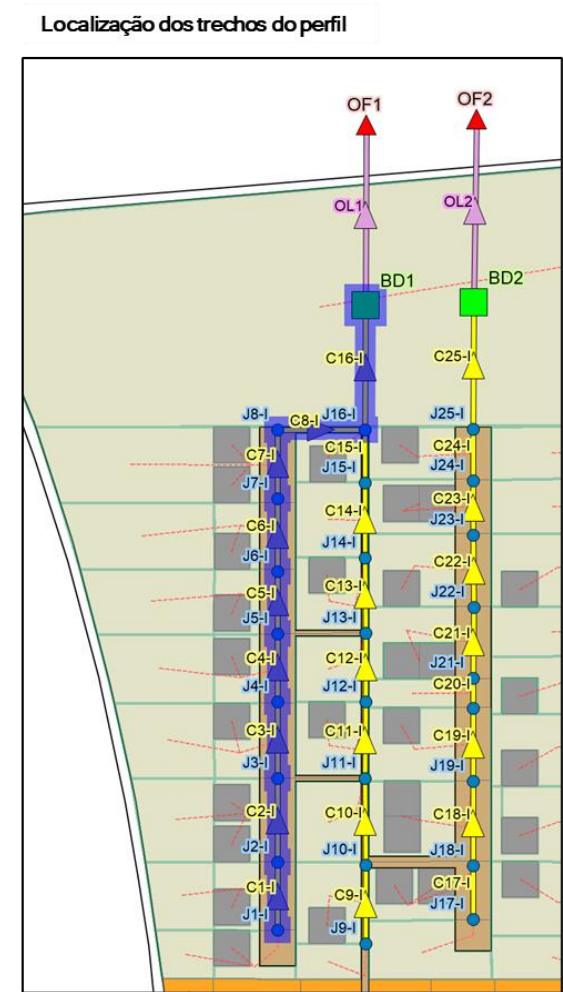 Localização dos trechos do perfil
OF1
OF2
OL1
OL2
BD1
BD2
C16-I
C25-I
J8-I
C8-I
J16-I
J25-I
C7-I
C15-I
C24-I
J7-I
J15-I
J24-I
C6-I
C14-I
C23-I
J23-I
J6-I
J14-I
C22-I
C5-I
C13-I
J22-I
J5-I
J13-I
C21-I
C4-I
C12-I
J21-I
J4-I
J12-I
C20-I
C3-I
C11-I
C19-I
J3-I
J11-I
J19-I
C2-I
C10-I
C18-I
J2-I
J10-I
J18-I
C1-I
C9-I
C17-I
J1-I
J9-I
J17-I